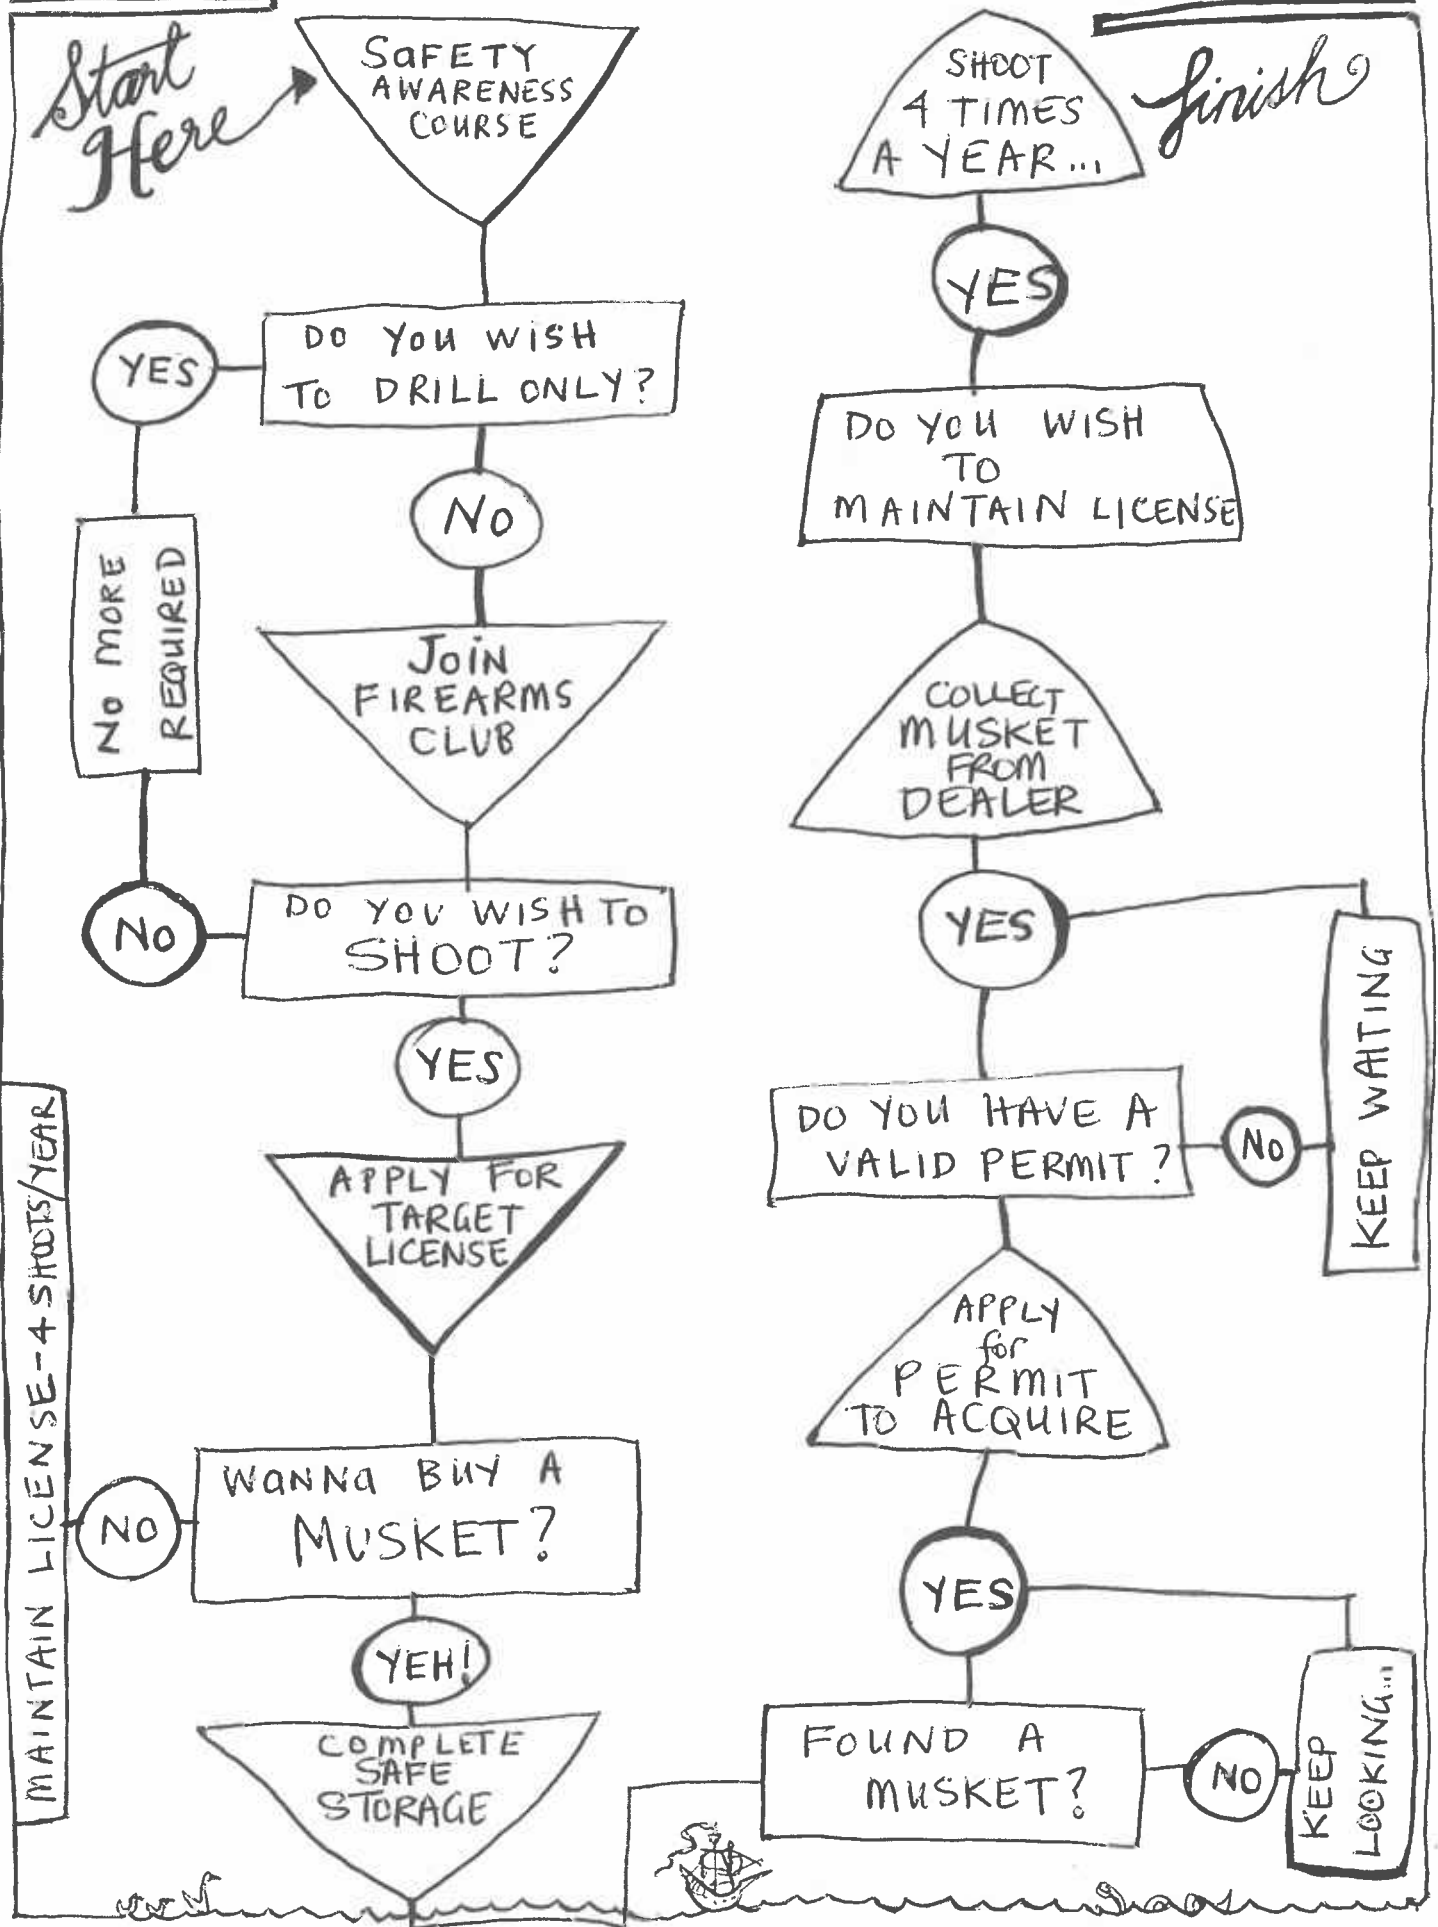 Start
Here
SAFETY
AWARENESS
COURSE
DO YOU WISH
TO DRILL ONLY?
YES
NO MORE
REQUIRED
NO
JOIN
FIREARMS
CLUB
DO YOU WISH TO
SHOOT?
NO
YES
APPLY FOR
TARGET
LICENSE
WANNA BUY A
MUSKET?
NO
MAINTAIN LICENSE-4 SHOOTS/YEAR
YEH!
COMPLETE
SAFE
STORAGE
FOUND A
MUSKET?
NO
KEEP
LOOKING...
YES
APPLY
for
PERMIT
TO ACQUIRE
DO YOU HAVE A
VALID PERMIT?
NO
KEEP WAITING
YES
COLLECT
MUSKET
FROM
DEALER
DO YOU WISH
TO
MAINTAIN LICENSE
YES
SHOOT
4 TIMES
A YEAR...
finish